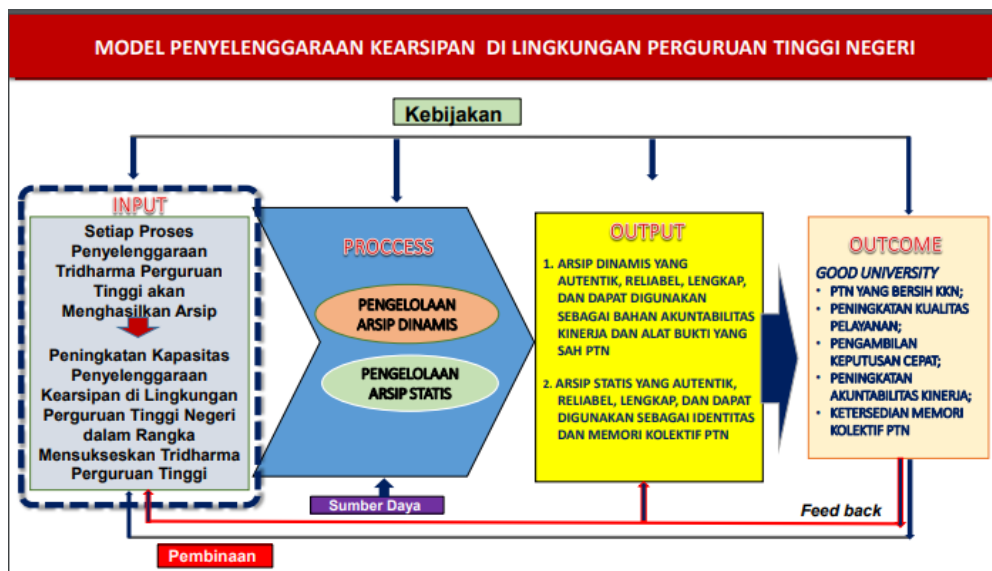 MODEL PENYELENGGARAAN KEARSIPAN DI LINGKUNGAN PERGURUAN TINGGI NEGERI
Kebijakan
INPUT
Setiap Proses
Penyelenggaraan
Tridharma Perguruan
Tinggi akan
Menghasilkan Arsip
Peningkatan Kapasitas
Penyelenggaraan
Kearsipan di Lingkungan
Perguruan Tinggi Negeri
dalam Rangka
Mensukseskan Tridharma
Perguruan Tinggi
PROCCESS
PENGELOLAAN
ARSIP DINAMIS
PENGELOLAAN
ARSIP STATIS
Sumber Daya
OUTPUT
1. ARSIP DINAMIS YANG
AUTENTIK, RELIABEL, LENGKAP,
DAN DAPAT DIGUNAKAN
SEBAGAI BAHAN AKUNTABILITAS
KINERJA DAN ALAT BUKTI YANG
SAH PTN
2. ARSIP STATIS YANG AUTENTIK,
RELIABEL, LENGKAP, DAN DAPAT
DIGUNAKAN SEBAGAI IDENTITAS
DAN MEMORI KOLEKTIF PTN
OUTCOME
GOOD UNIVERSITY
• PTN YANG BERSIH KKN;
• PENINGKATAN KUALITAS
PELAYANAN;
• PENGAMBILAN
KEPUTUSAN CEPAT;
• PENINGKATAN
AKUNTABILITAS KINERJA;
• KETERSEDIAN MEMORI
KOLEKTIF PTN
Feed back
Pembinaan